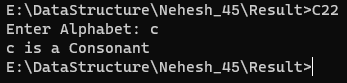 E:\DataStructure\Nehesh_45\Result>C22
Enter Alphabet: c
c is a Consonant
E:\DataStructure\Nehesh_45\Result>